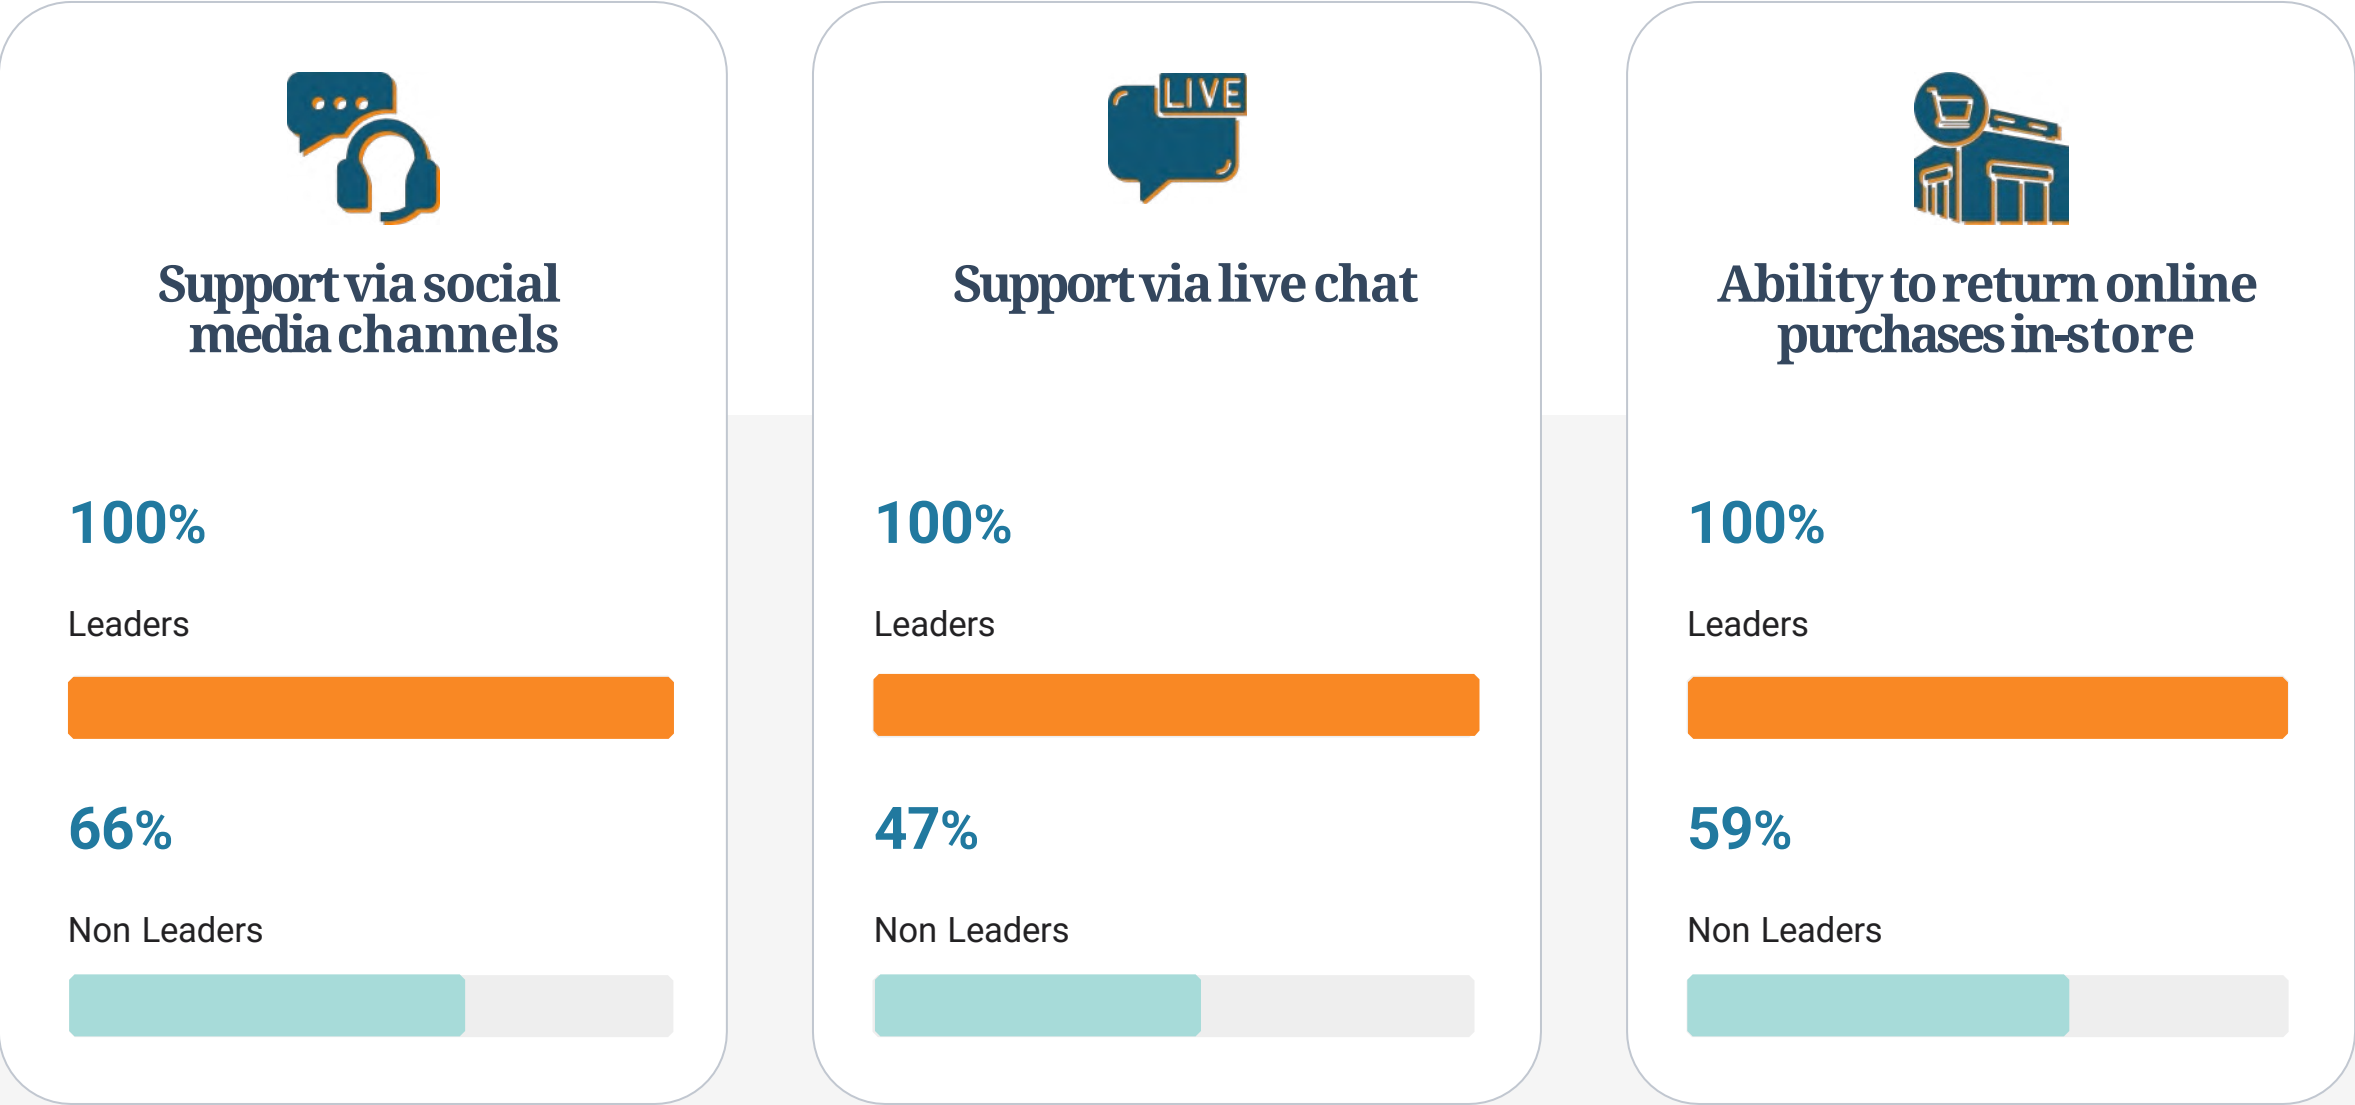 Support via social
media channels
100%
Leaders
66%
Non Leaders
LIVE
Support via live chat
100%
Leaders
47%
Non Leaders
Ability to return online
purchases in-store
100%
Leaders
59%
Non Leaders